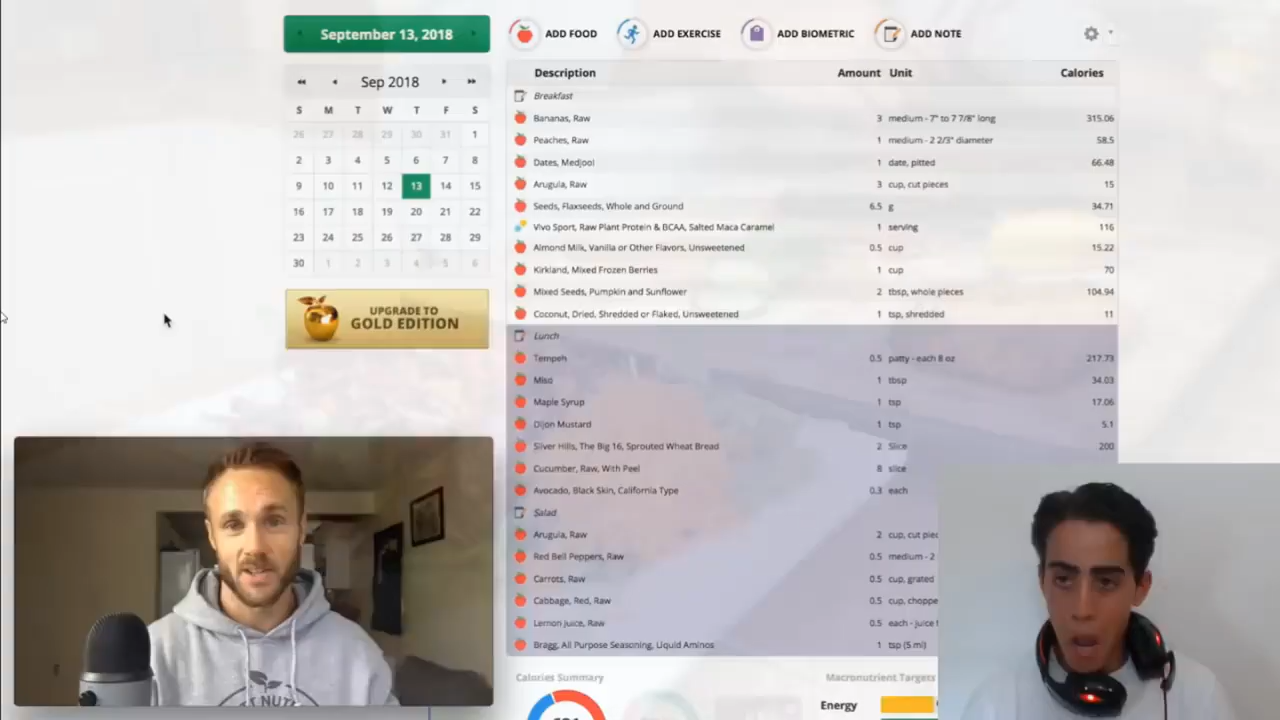 September 13, 2018
ADD FOOD ADD EXERCISE ADD BIOMETRIC ADD NOTE
Sep 2018
S M T W T F S
26 27 28 29 30 31 1
2 3 4 5 6 7 8
9 10 11 12 13 14 15
16 17 18 19 20 21 22
23 24 25 26 27 28 29
30 1 2 3 4 5 6
UPGRADE TO
GOLD EDITION
Description Amount Unit Calories
Breakfast
Bananas, Raw 3 medium - 7" to 7 7/8" long 315.06
Peaches, Raw 1 medium - 2 2/3" diameter 58.5
Dates, Medjool 1 date, pitted 66.48
Arugula, Raw 3 cup, cut pieces 15
Seeds, Flaxseeds, Whole and Ground 6.5 g 34.71
Vivo Sport, Raw Plant Protein & BCAA, Salted Maca Caramel 1 serving 116
Almond Milk, Vanilla or Other Flavors, Unsweetened 0.5 cup 15.22
Kirkland, Mixed Frozen Berries 1 cup 70
Mixed Seeds, Pumpkin and Sunflower 2 tbsp, whole pieces 104.94
Coconut, Dried, Shredded or Flaked, Unsweetened 1 tsp, shredded 11
Lunch
Tempeh 0.5 patty - each 8 oz 217.73
Miso 1 tbsp 34.03
Maple Syrup 1 tsp 17.06
Dijon Mustard 1 tsp 5.1
Silver Hills, The Big 16, Sprouted Wheat Bread 2 Slice 200
Cucumber, Raw, With Peel 8 slice
Avocado, Black Skin, California Type 0.3 each
Salad
Arugula, Raw 2 cup, cut pie
Red Bell Peppers, Raw 0.5 medium - 2
Carrots, Raw 0.5 cup, grated
Cabbage, Red, Raw 0.5 cup, choppe
Lemon Juice, Raw 0.5 each - juice
Bragg, All Purpose Seasoning, Liquid Aminos 1 tsp (5 ml)
Calories Summary Macronutrient Targets
Energy